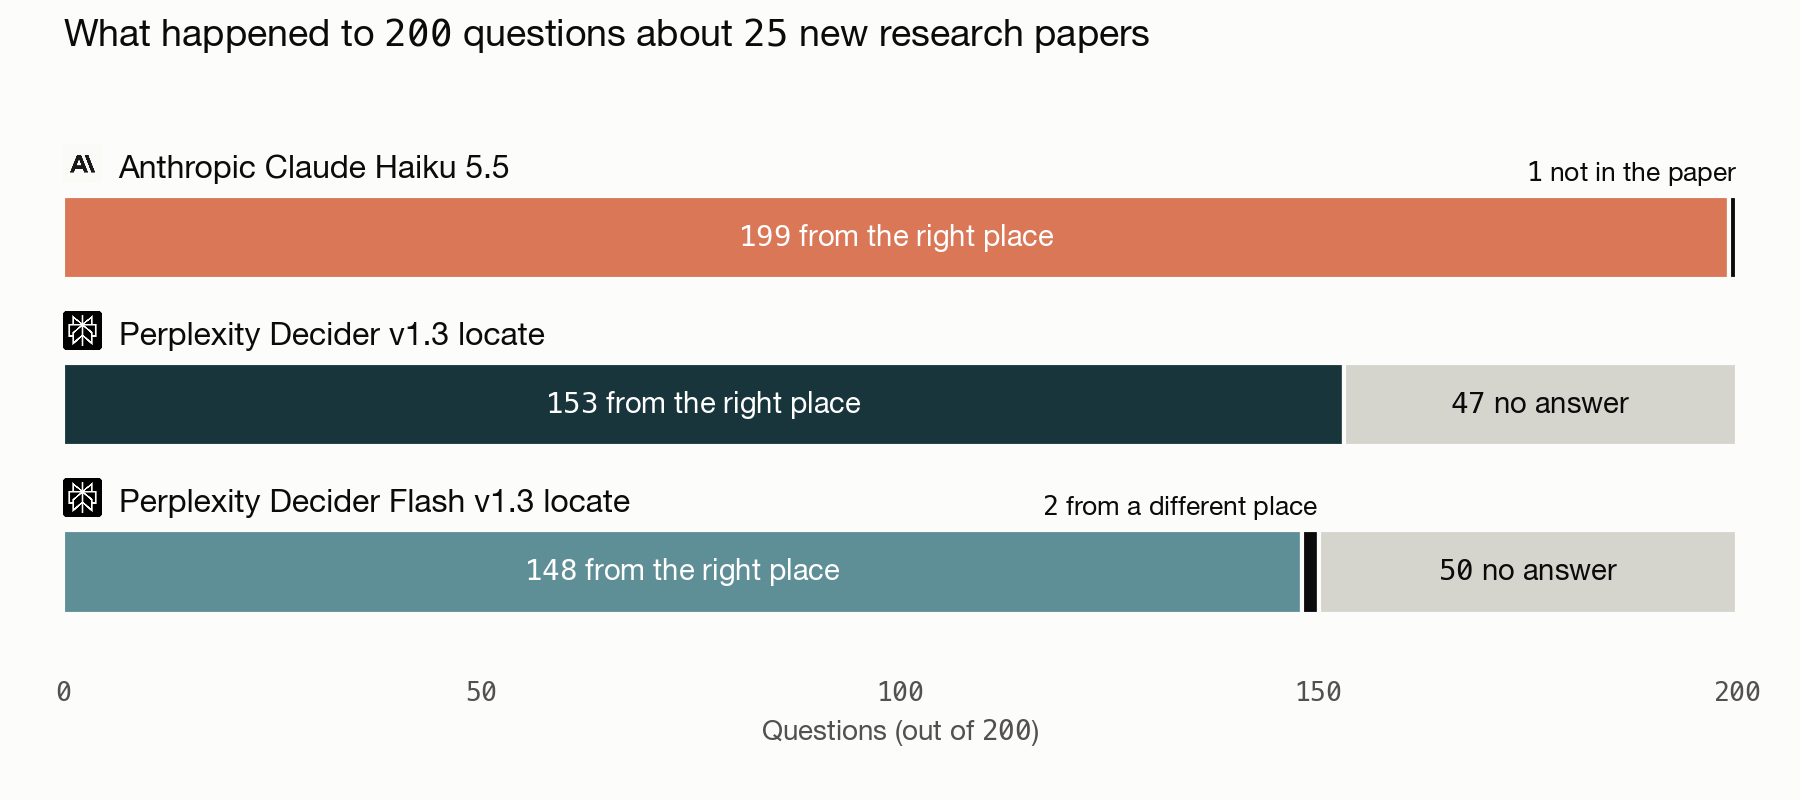 What happened to 200 questions about 25 new research papers
Anthropic Claude Haiku 5.5
1 not in the paper
199 from the right place
Perplexity Decider v1.3 locate
153 from the right place
47 no answer
Perplexity Decider Flash v1.3 locate
2 from a different place
148 from the right place
50 no answer
0 50 100 150 200
Questions (out of 200)